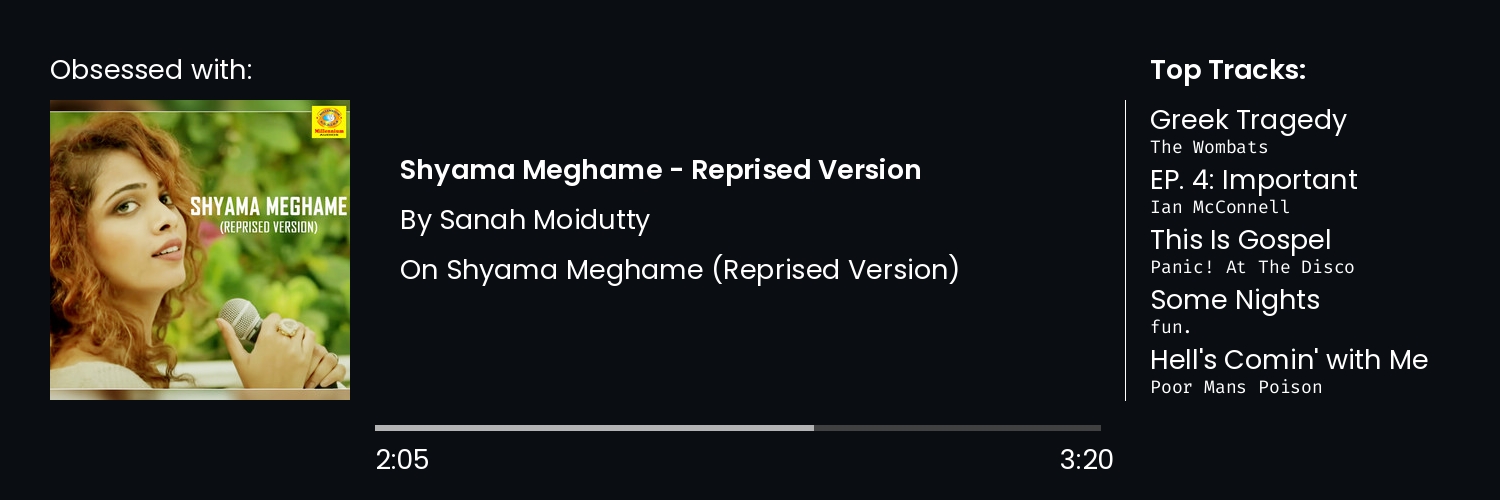 Obsessed with:
Millennium
SHYAMA MEGHAME
(REPRISED VERSION)
Shyama Meghame - Reprised Version
By Sanah Moidutty
On Shyama Meghame (Reprised Version)
2:05
3:20
Top Tracks:
Greek Tragedy
The Wombats
EP. 4: Important
Ian McConnell
This Is Gospel
Panic! At The Disco
Some Nights
fun.
Hell's Comin' with Me
Poor Mans Poison